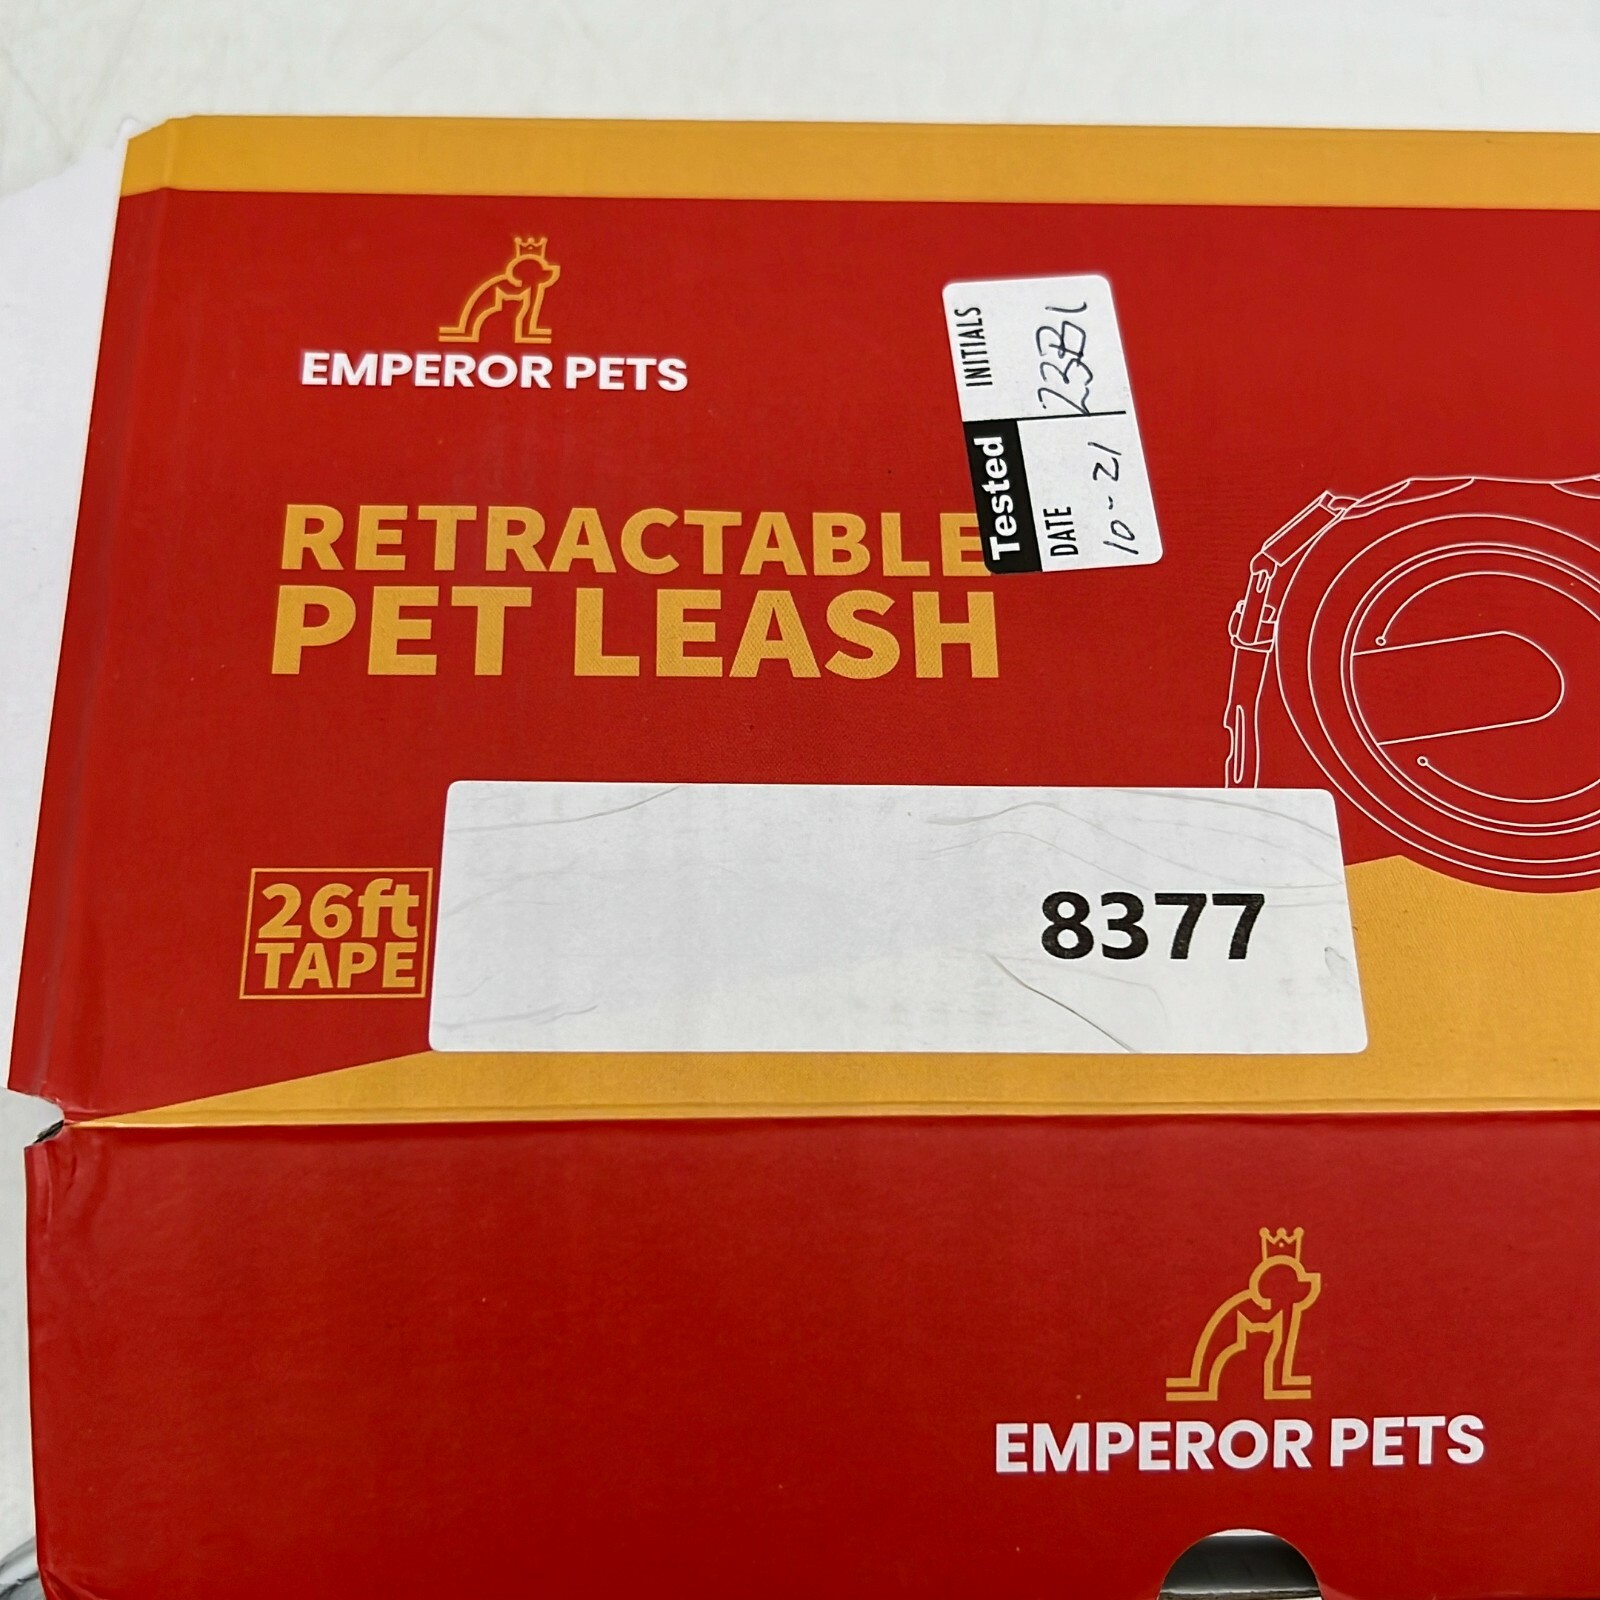 EMPEROR PETS
RETRACTABLE
PET LEASH
Tested
INITIALS
DATE
10-21
26ft
TAPE
8377
EMPEROR PETS